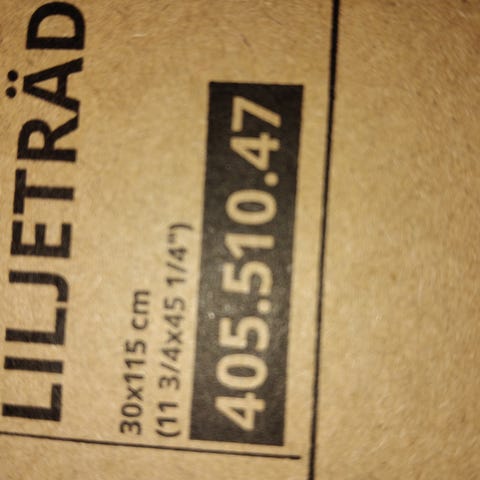 LILJETRÄD
30x115 cm
(11 3/4x45 1/4")
405.510.47